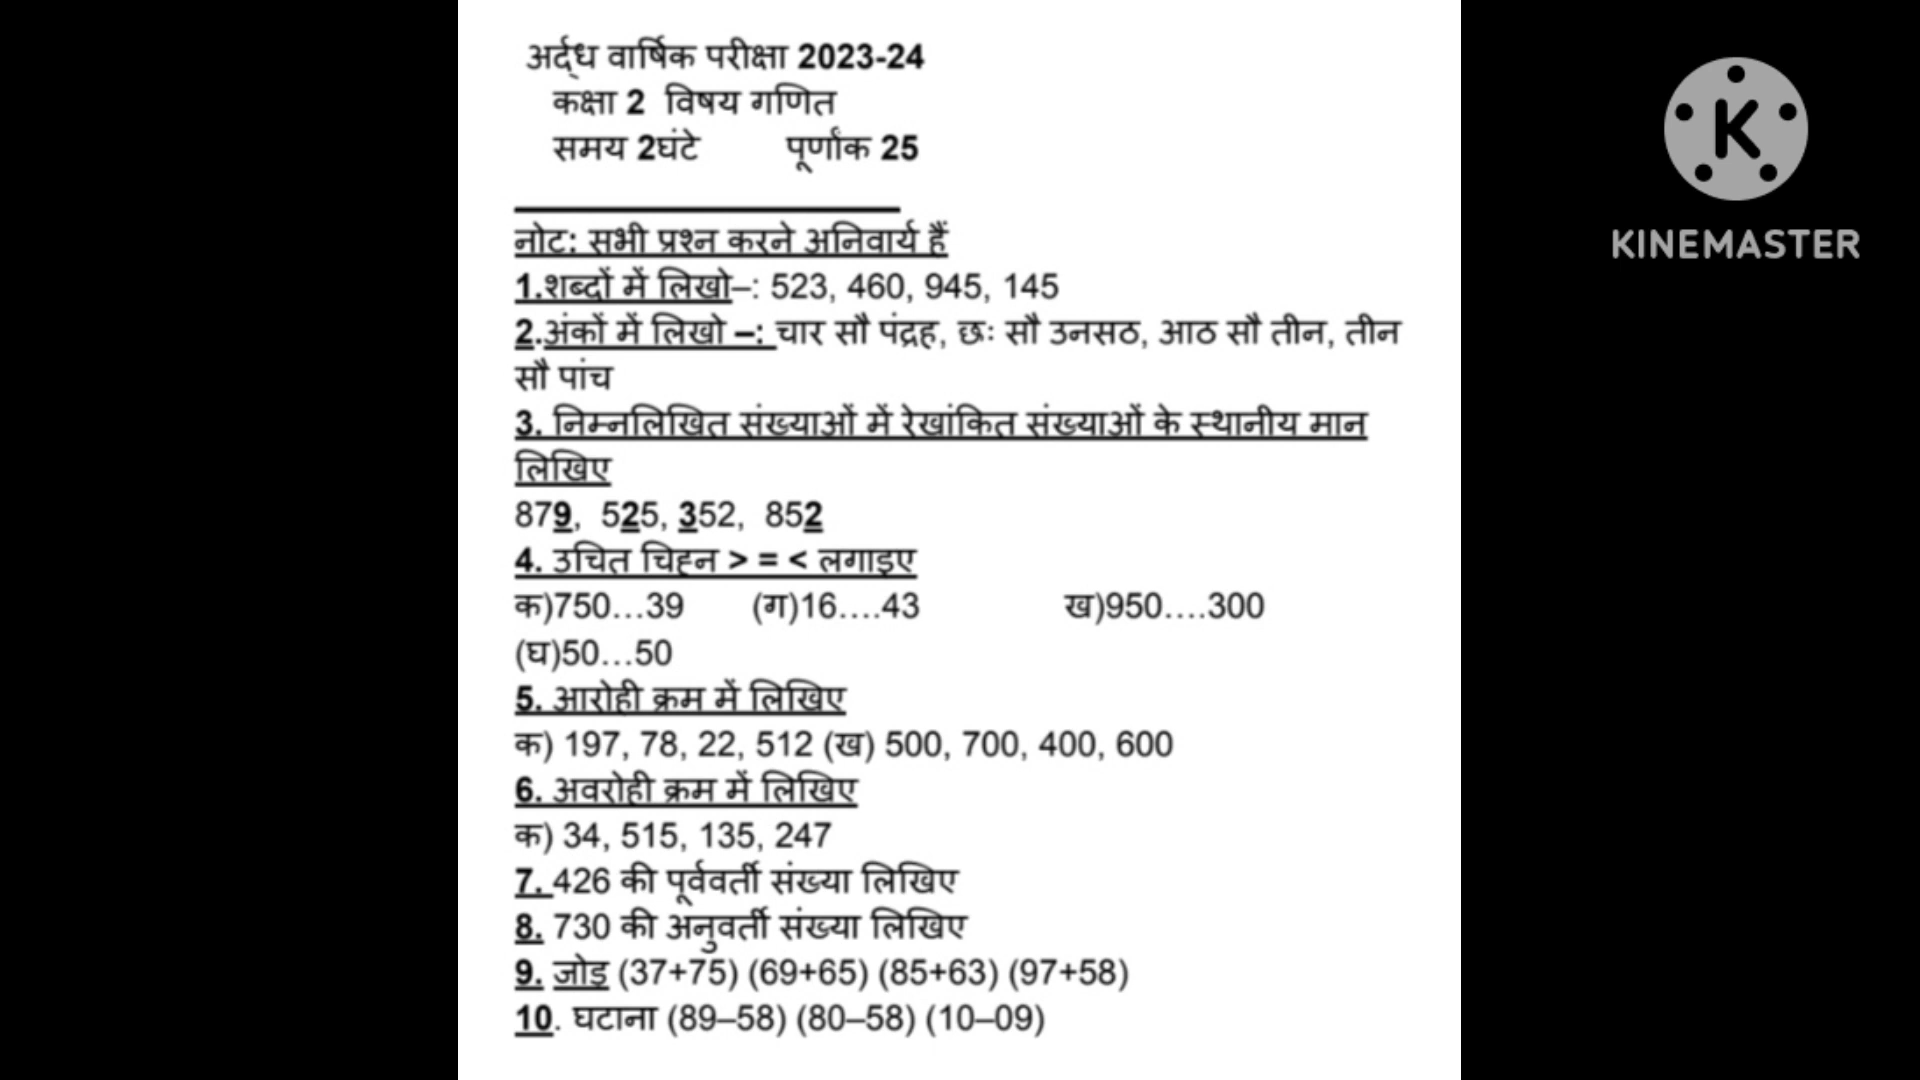 अर्द्ध वार्षिक परीक्षा 2023-24
कक्षा 2 विषय गणित
समय 2घंटे पूर्णांक 25
नोट: सभी प्रश्न करने अनिवार्य हैं
1.शब्दों में लिखो–: 523, 460, 945, 145
2.अंकों में लिखो –: चार सौ पंद्रह, छः सौ उनसठ, आठ सौ तीन, तीन
सौ पांच
3. निम्नलिखित संख्याओं में रेखांकित संख्याओं के स्थानीय मान
लिखिए
879, 525, 352, 852
4. उचित चिह्न > = < लगाइए
क)750...39 (ग)16....43 ख)950....300
(घ)50...50
5. आरोही क्रम में लिखिए
क) 197, 78, 22, 512 (ख) 500, 700, 400, 600
6. अवरोही क्रम में लिखिए
क) 34, 515, 135, 247
7. 426 की पूर्ववर्ती संख्या लिखिए
8. 730 की अनुवर्ती संख्या लिखिए
9. जोड़ (37+75) (69+65) (85+63) (97+58)
10. घटाना (89–58) (80–58) (10–09)
K
KINEMASTER